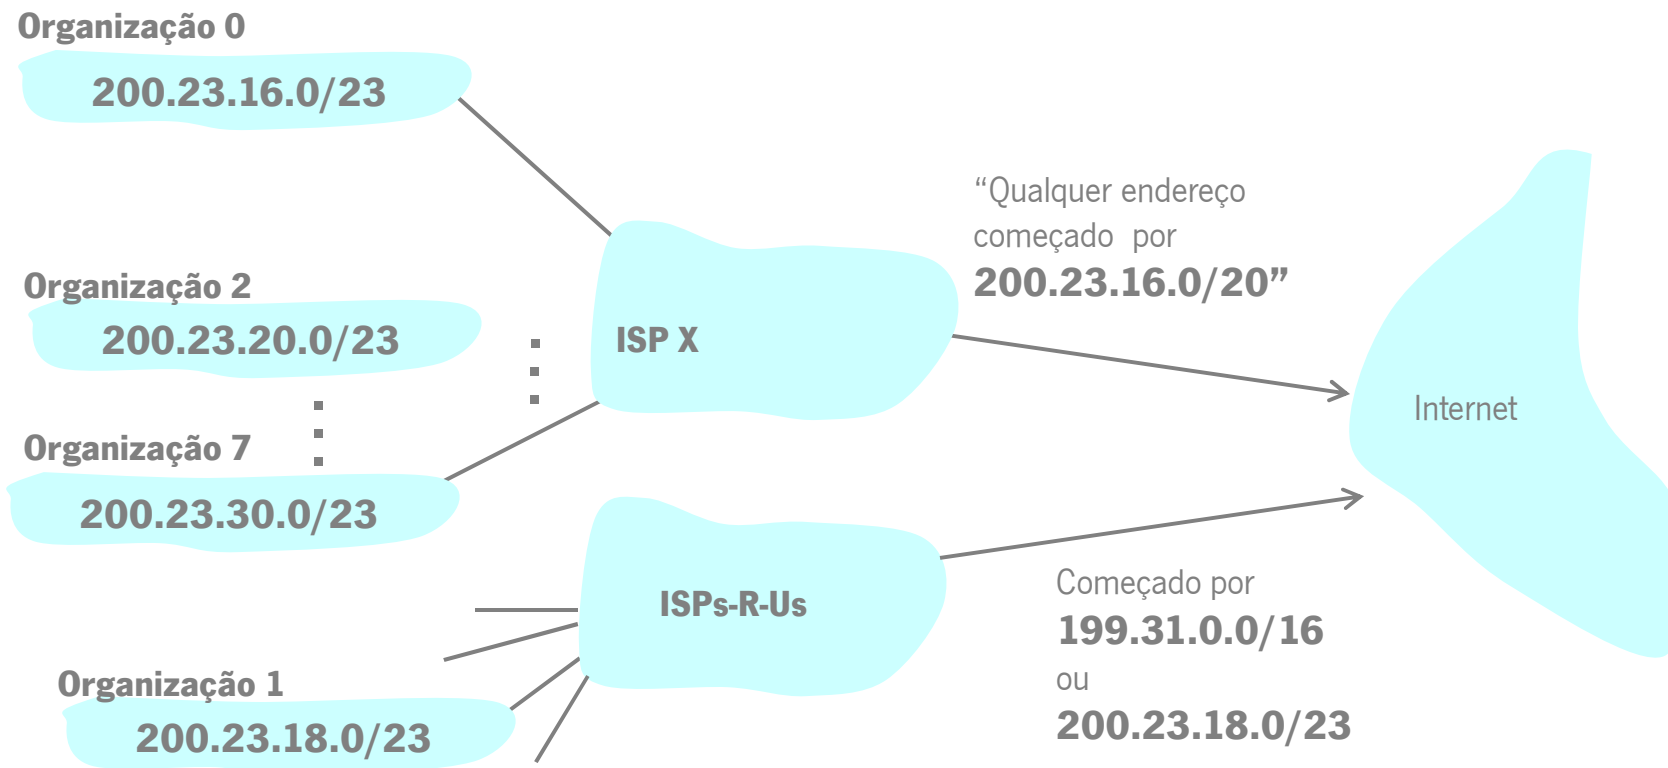 Organização 0
200.23.16.0/23
Organização 2
200.23.20.0/23
Organização 7
200.23.30.0/23
Organização 1
200.23.18.0/23
ISP X
ISPs-R-Us
“Qualquer endereço
começado por
200.23.16.0/20”
Começado por
199.31.0.0/16
ou
200.23.18.0/23
Internet